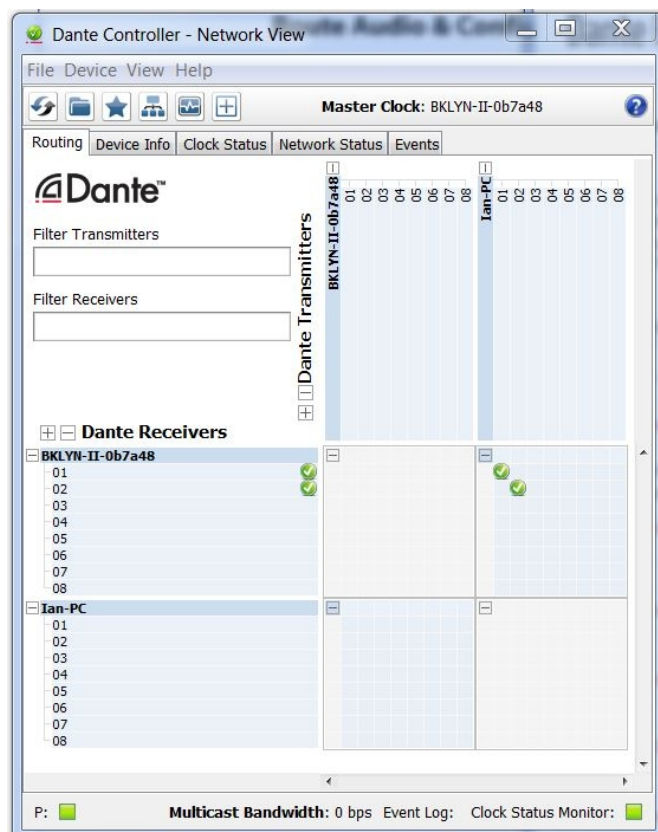 Dante Controller - Network View
File Device View Help
Master Clock: BKLYN-II-0b7a48
Routing Device Info Clock Status Network Status Events
Dante™
Filter Transmitters
Filter Receivers
Dante Transmitters
BKLYN-II-0b7a48
01 02 03 04 05 06 07 08
Ian-PC
01 02 03 04 05 06 07 08
Dante Receivers
BKLYN-II-0b7a48
01
02
03
04
05
06
07
08
Ian-PC
01
02
03
04
05
06
07
08
P: Multicast Bandwidth: 0 bps Event Log: Clock Status Monitor: